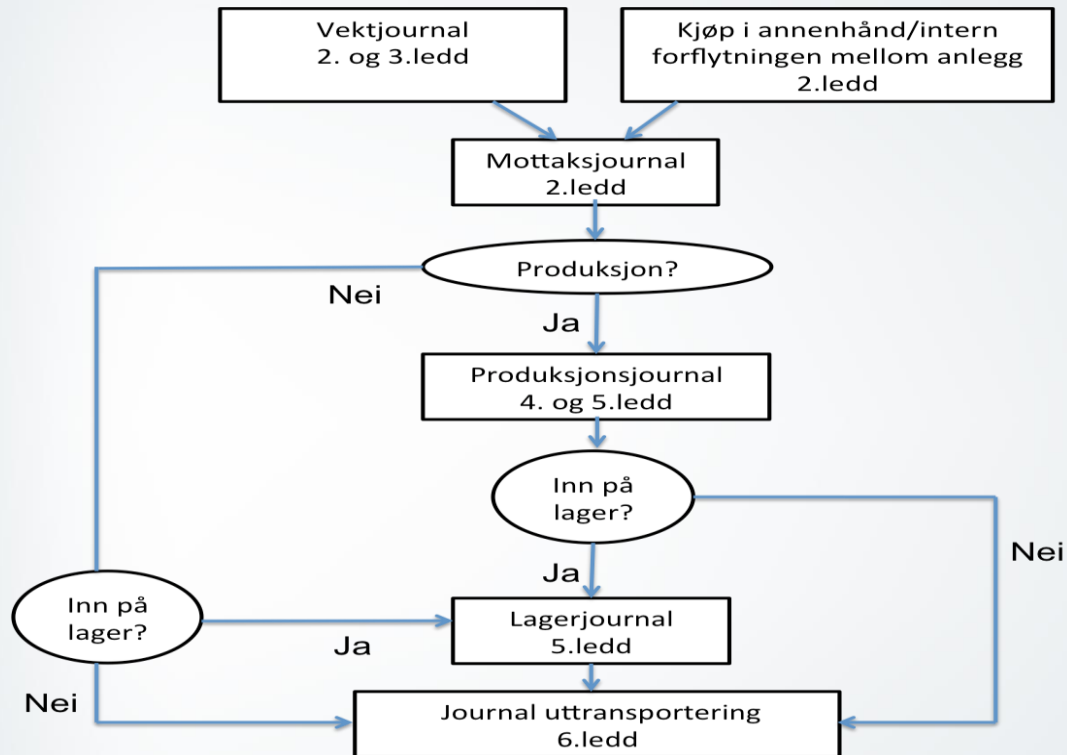 Vektjournal
2. og 3.ledd
Kjøp i annenhånd/intern
forflytningen mellom anlegg
2.ledd
Mottaksjournal
2.ledd
Produksjon?
Nei
Ja
Produksjonsjournal
4. og 5.ledd
Inn på
lager?
Nei
Ja
Inn på
lager?
Ja
Lagerjournal
5.ledd
Nei
Journal uttransportering
6.ledd